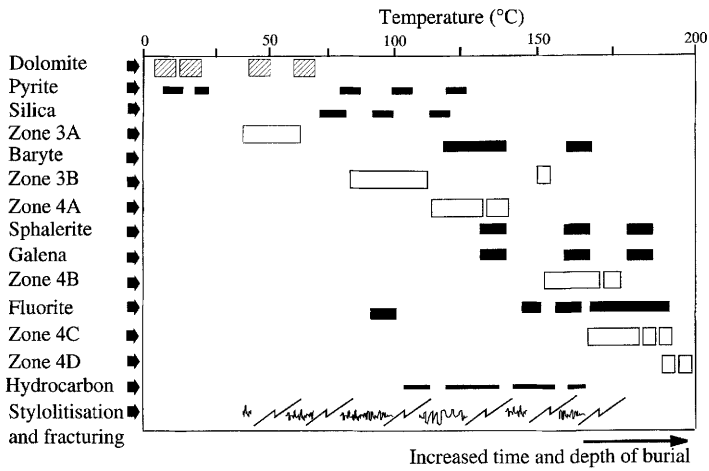 Temperature (°C)
0 50 100 150 200
Dolomite
Pyrite
Silica
Zone 3A
Baryte
Zone 3B
Zone 4A
Sphalerite
Galena
Zone 4B
Fluorite
Zone 4C
Zone 4D
Hydrocarbon
Stylolitisation
and fracturing
Increased time and depth of burial